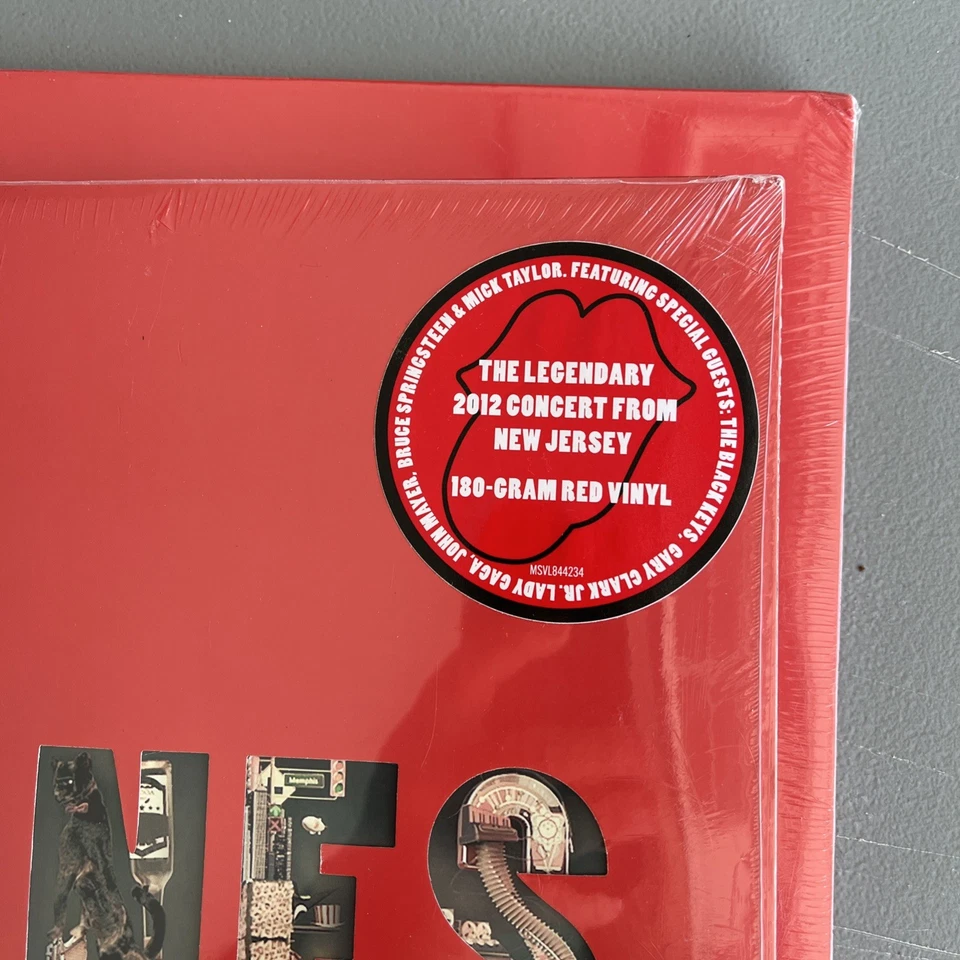 FEATURING SPECIAL GUESTS: THE BLACK KEYS, GARY CLARK JR. LADY GAGA, JOHN MAYER, BRUCE SPRINGSTEEN & MICK TAYLOR.
THE LEGENDARY
2012 CONCERT FROM
NEW JERSEY
180-GRAM RED VINYL
MSVL844234
NES
Memphis